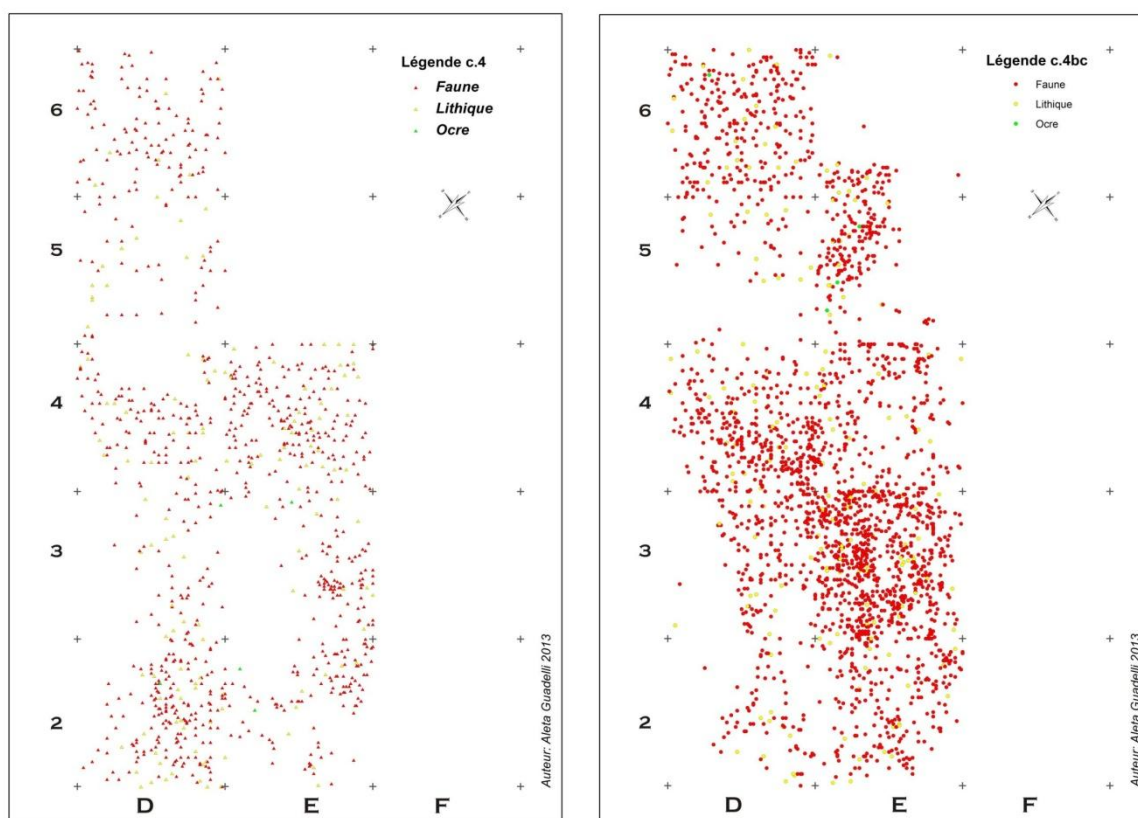 Légende c.4
Faune
Lithique
Ocre
6
5
4
3
2
D E F
Auteur: Aleta Guadelli 2013
Légende c.4bc
Faune
Lithique
Ocre
6
5
4
3
2
D E F
Auteur: Aleta Guadelli 2013